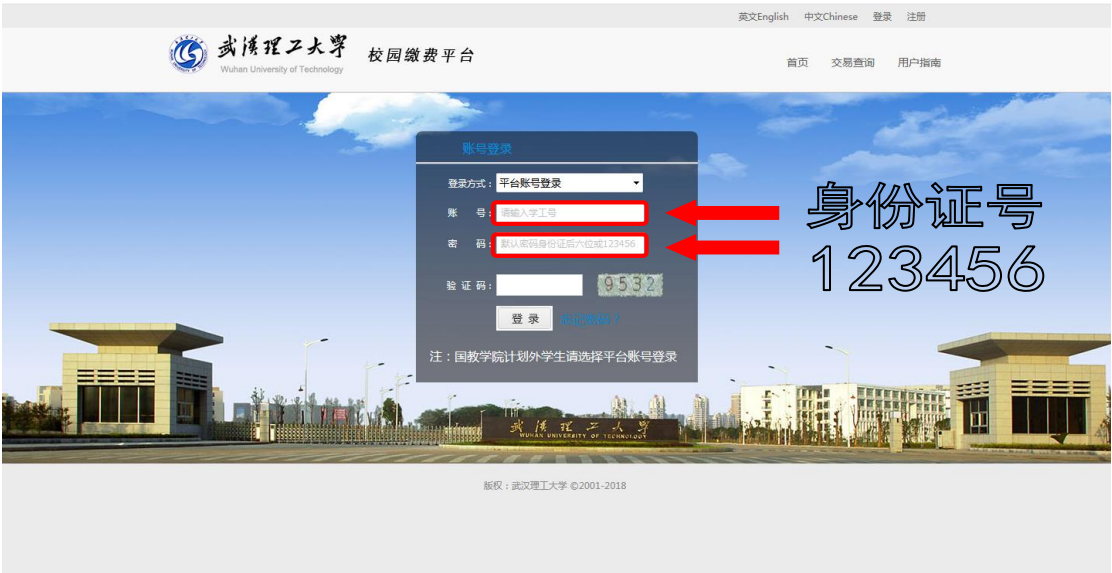 英文English 中文Chinese 登录 注册
武漢理工大學 校园缴费平台
Wuhan University of Technology
首页 交易查询 用户指南
账号登录
登录方式: 平台账号登录
账 号: 请输入学工号
密 码: 默认密码身份证后六位或123456
身份证号
123456
验 证 码: 9532
登 录 忘记密码?
注:国教学院计划外学生请选择平台账号登录
武漢理工大學
WUHAN UNIVERSITY OF TECHNOLOGY
版权:武汉理工大学 ©2001-2018